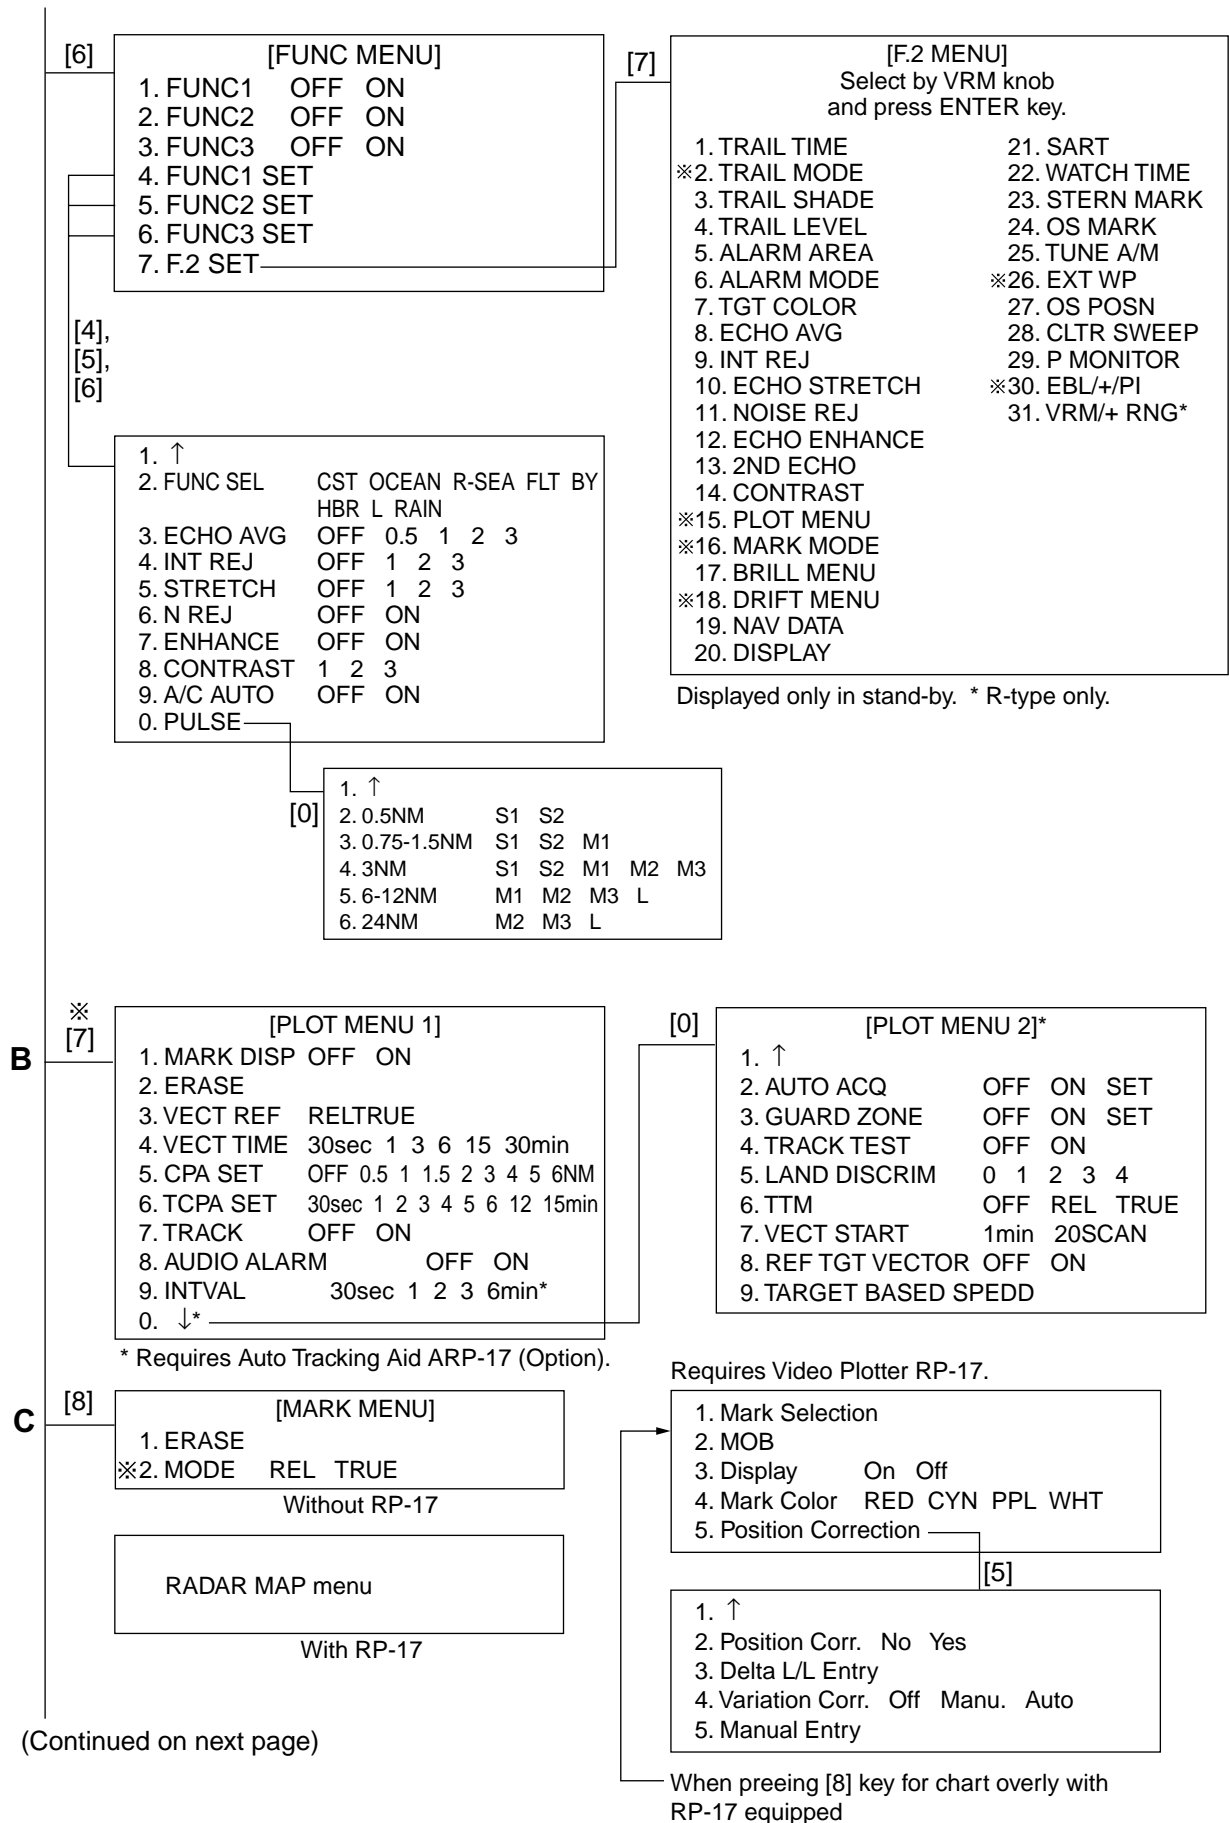 [6]
[FUNC MENU]
1. FUNC1 OFF ON
2. FUNC2 OFF ON
3. FUNC3 OFF ON
4. FUNC1 SET
5. FUNC2 SET
6. FUNC3 SET
7. F.2 SET
[7]
[F.2 MENU]
Select by VRM knob
and press ENTER key.
1. TRAIL TIME
※2. TRAIL MODE
3. TRAIL SHADE
4. TRAIL LEVEL
5. ALARM AREA
6. ALARM MODE
7. TGT COLOR
8. ECHO AVG
9. INT REJ
10. ECHO STRETCH
11. NOISE REJ
12. ECHO ENHANCE
13. 2ND ECHO
14. CONTRAST
※15. PLOT MENU
※16. MARK MODE
17. BRILL MENU
※18. DRIFT MENU
19. NAV DATA
20. DISPLAY
21. SART
22. WATCH TIME
23. STERN MARK
24. OS MARK
25. TUNE A/M
※26. EXT WP
27. OS POSN
28. CLTR SWEEP
29. P MONITOR
※30. EBL/+/PI
31. VRM/+ RNG*
Displayed only in stand-by. * R-type only.
[4],
[5],
[6]
1. ↑
2. FUNC SEL CST OCEAN R-SEA FLT BY
HBR L RAIN
3. ECHO AVG OFF 0.5 1 2 3
4. INT REJ OFF 1 2 3
5. STRETCH OFF 1 2 3
6. N REJ OFF ON
7. ENHANCE OFF ON
8. CONTRAST 1 2 3
9. A/C AUTO OFF ON
0. PULSE
[0]
1. ↑
2. 0.5NM S1 S2
3. 0.75-1.5NM S1 S2 M1
4. 3NM S1 S2 M1 M2 M3
5. 6-12NM M1 M2 M3 L
6. 24NM M2 M3 L
※
[7]
B
[PLOT MENU 1]
1. MARK DISP OFF ON
2. ERASE
3. VECT REF RELTRUE
4. VECT TIME 30sec 1 3 6 15 30min
5. CPA SET OFF 0.5 1 1.5 2 3 4 5 6NM
6. TCPA SET 30sec 1 2 3 4 5 6 12 15min
7. TRACK OFF ON
8. AUDIO ALARM OFF ON
9. INTVAL 30sec 1 2 3 6min*
0. ↓*
* Requires Auto Tracking Aid ARP-17 (Option).
[0]
[PLOT MENU 2]*
1. ↑
2. AUTO ACQ OFF ON SET
3. GUARD ZONE OFF ON SET
4. TRACK TEST OFF ON
5. LAND DISCRIM 0 1 2 3 4
6. TTM OFF REL TRUE
7. VECT START 1min 20SCAN
8. REF TGT VECTOR OFF ON
9. TARGET BASED SPEDD
C
[8]
[MARK MENU]
1. ERASE
※2. MODE REL TRUE
Without RP-17
RADAR MAP menu
With RP-17
Requires Video Plotter RP-17.
1. Mark Selection
2. MOB
3. Display On Off
4. Mark Color RED CYN PPL WHT
5. Position Correction
[5]
1. ↑
2. Position Corr. No Yes
3. Delta L/L Entry
4. Variation Corr. Off Manu. Auto
5. Manual Entry
When preeing [8] key for chart overly with
RP-17 equipped
(Continued on next page)